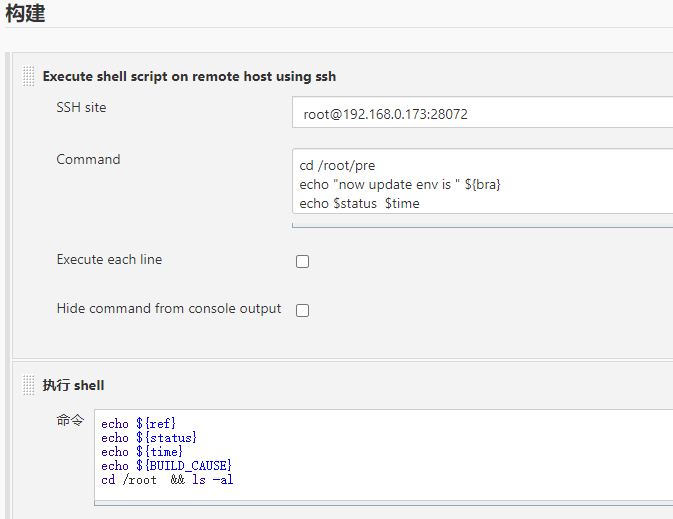 构建
Execute shell script on remote host using ssh
SSH site
root@192.168.0.173:28072
Command
cd /root/pre
echo "now update env is " ${bra}
echo $status  $time
Execute each line
Hide command from console output
执行 shell
命令
echo ${ref}
echo ${status}
echo ${time}
echo ${BUILD_CAUSE}
cd /root  && ls -al